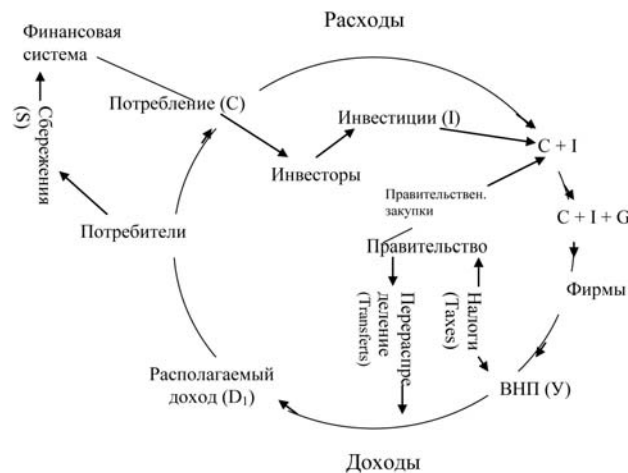 Расходы
Финансовая
система
Сбережения
(S)
Потребление (С)
Инвестиции (I)
Инвесторы
С + I
Правительствен.
закупки
С + I + G
Потребители
Правительство
Перераспре
деление
(Transferts)
Налоги
(Taxes)
Фирмы
Располагаемый
доход (D₁)
ВНП (У)
Доходы